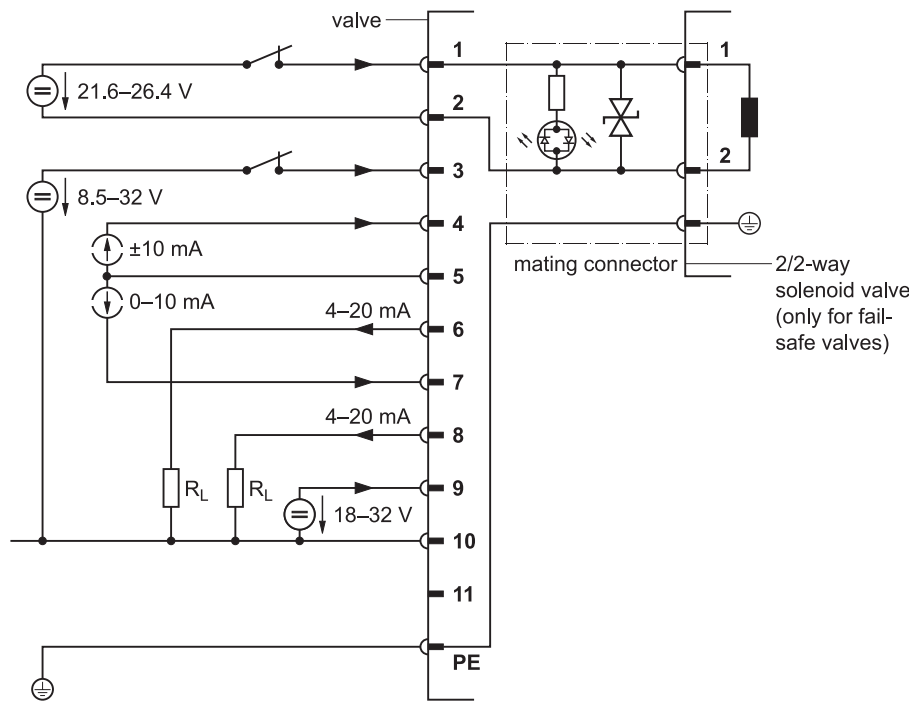 valve
1
1
21.6–26.4 V
2
2
3
8.5–32 V
4
±10 mA
5
mating connector
2/2-way
solenoid valve
(only for fail-
safe valves)
0–10 mA
4–20 mA
6
7
4–20 mA
8
RL
RL
9
18–32 V
10
11
PE